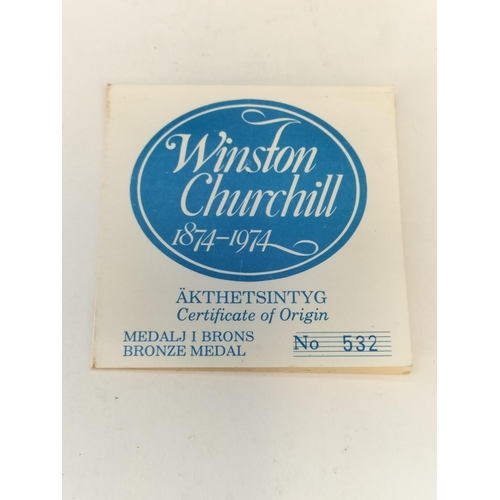 Winston
Churchill
1874-1974
ÄKTHETSINTYG
Certificate of Origin
MEDALJ I BRONS
BRONZE MEDAL
No 532